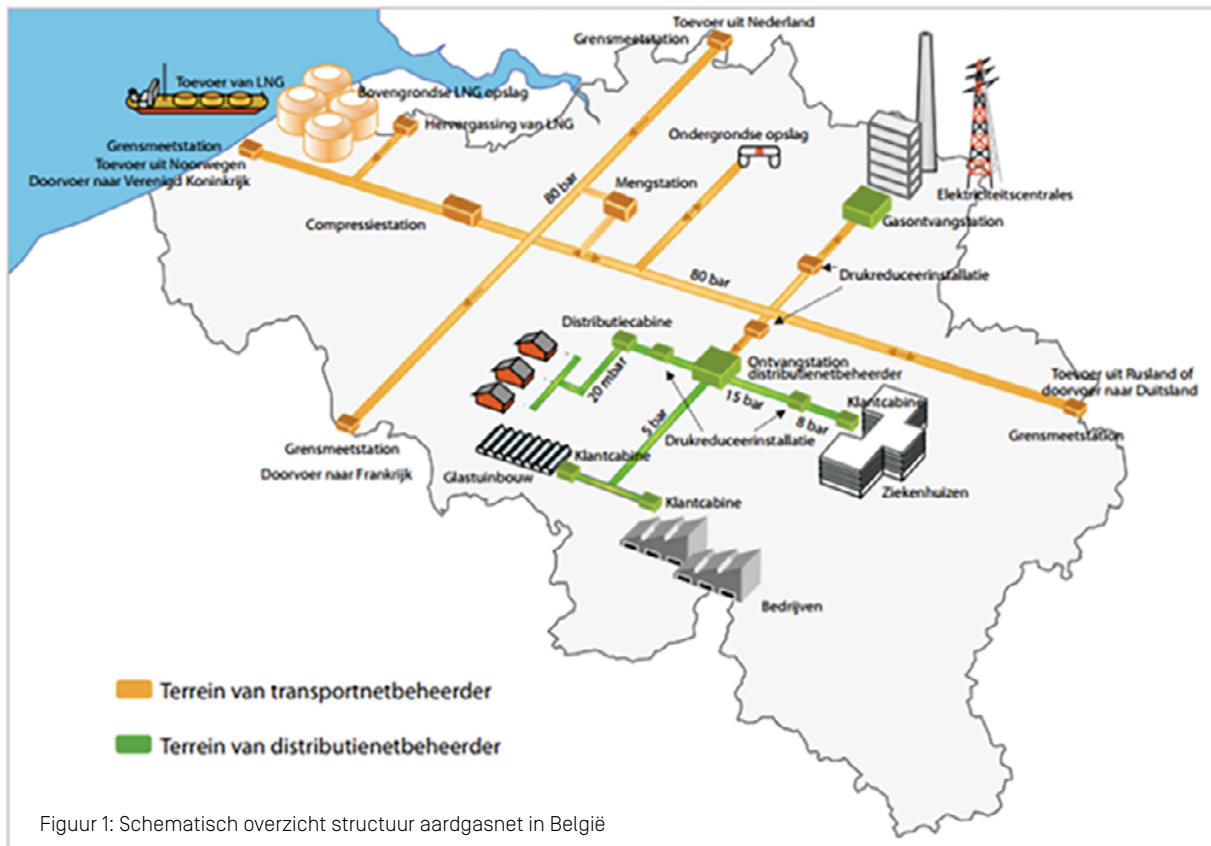 Toevoer uit Nederland
Grensmeetstation
Toevoer van LNG
Bovengrondse LNG opslag
Hervergassing van LNG
Ondergrondse opslag
Grensmeetstation
Toevoer uit Noorwegen
Doorvoer naar Verenigd Koninkrijk
80 bar
Mengstation
Elektriciteitscentrales
Gasontvangstation
Compressiestation
80 bar
Drukreduceerinstallatie
Distributiecabine
Ontvangstation
distributienetbeheerder
Toevoer uit Rusland of
doorvoer naar Duitsland
20 mbar
15 bar
8 bar
Klantcabine
5 bar
Drukreduceerinstallatie
Grensmeetstation
Grensmeetstation
Doorvoer naar Frankrijk
Klantcabine
Glastuinbouw
Ziekenhuizen
Klantcabine
Bedrijven
Terrein van transportnetbeheerder
Terrein van distributienetbeheerder
Figuur 1: Schematisch overzicht structuur aardgasnet in België